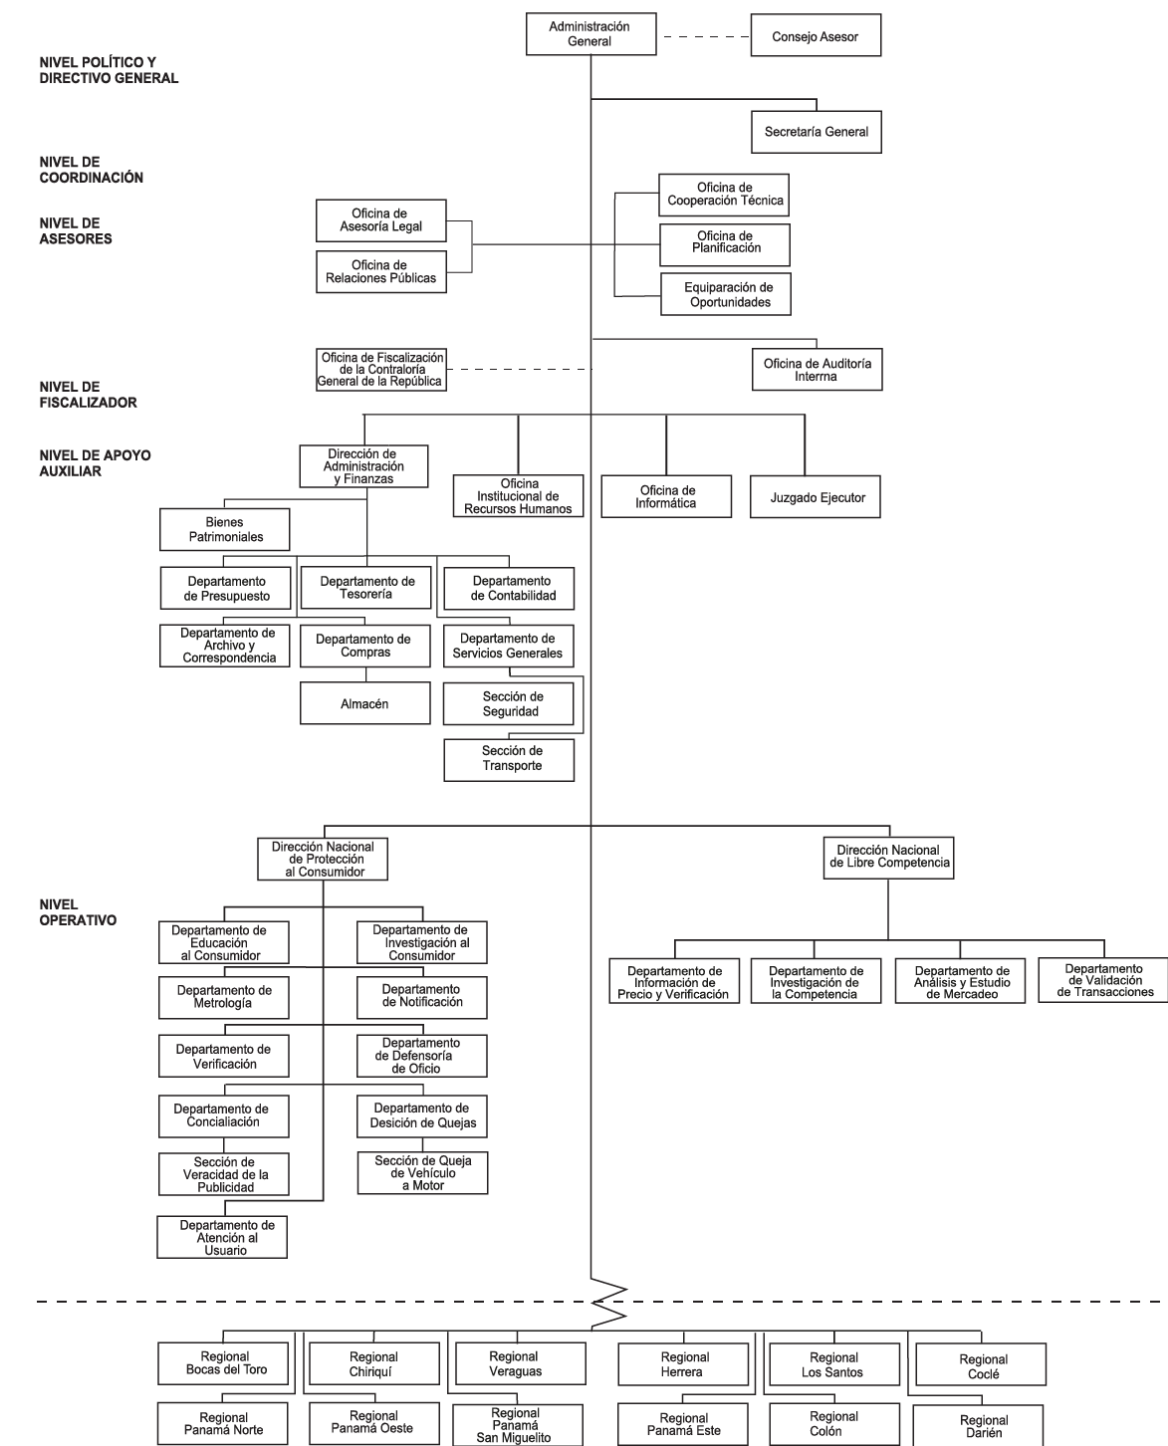 Administración
General
Consejo Asesor
NIVEL POLÍTICO Y
DIRECTIVO GENERAL
Secretaría General
NIVEL DE
COORDINACIÓN
NIVEL DE
ASESORES
Oficina de
Asesoría Legal
Oficina de
Relaciones Públicas
Oficina de
Cooperación Técnica
Oficina de
Planificación
Equiparación de
Oportunidades
Oficina de Fiscalización
de la Contraloría
General de la República
Oficina de Auditoría
Interrna
NIVEL DE
FISCALIZADOR
NIVEL DE APOYO
AUXILIAR
Dirección de
Administración
y Finanzas
Oficina
Institucional de
Recursos Humanos
Oficina de
Informática
Juzgado Ejecutor
Bienes
Patrimoniales
Departamento
de Presupuesto
Departamento de
Tesorería
Departamento
de Contabilidad
Departamento de
Archivo y
Correspondencia
Departamento de
Compras
Departamento de
Servicios Generales
Almacén
Sección de
Seguridad
Sección de
Transporte
Dirección Nacional
de Protección
al Consumidor
Dirección Nacional
de Libre Competencia
NIVEL
OPERATIVO
Departamento de
Educación
al Consumidor
Departamento de
Investigación al
Consumidor
Departamento de
Información de
Precio y Verificación
Departamento de
Investigación de
la Competencia
Departamento de
Análisis y Estudio
de Mercadeo
Departamento
de Validación
de Transacciones
Departamento de
Metrología
Departamento
de Notificación
Departamento de
Verificación
Departamento
de Defensoría
de Oficio
Departamento de
Concialiación
Departamento de
Desición de Quejas
Sección de
Veracidad de la
Publicidad
Sección de Queja
de Vehículo
a Motor
Departamento de
Atención al
Usuario
Regional
Bocas del Toro
Regional
Chiriquí
Regional
Veraguas
Regional
Herrera
Regional
Los Santos
Regional
Coclé
Regional
Panamá Norte
Regional
Panamá Oeste
Regional
Panamá
San Miguelito
Regional
Panamá Este
Regional
Colón
Regional
Darién